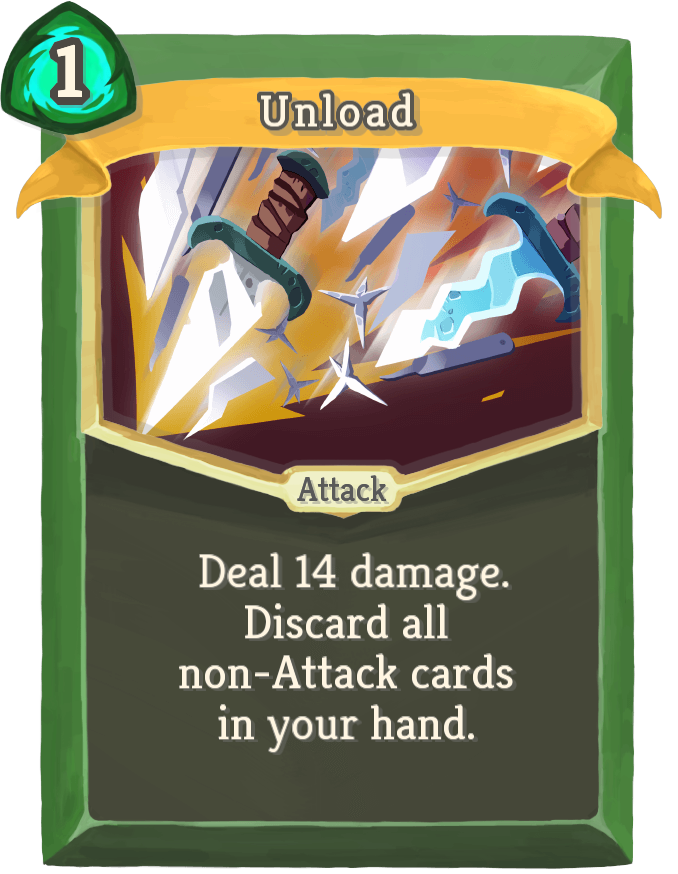 1
Unload
Attack
Deal 14 damage.
Discard all
non-Attack cards
in your hand.